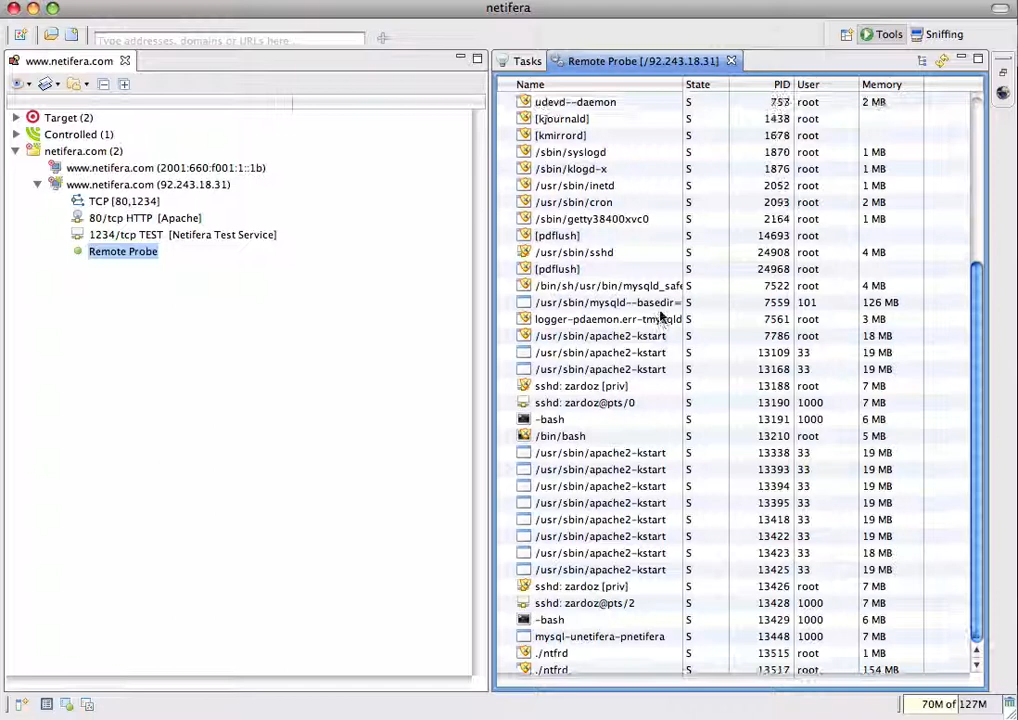 netifera
Type addresses, domains or URLs here...
Tools
Sniffing
www.netifera.com
Tasks
Remote Probe [/92.243.18.31]
Name State PID User Memory
Target (2)
Controlled (1)
netifera.com (2)
www.netifera.com (2001:660:f001:1::1b)
www.netifera.com (92.243.18.31)
TCP [80,1234]
80/tcp HTTP [Apache]
1234/tcp TEST [Netifera Test Service]
Remote Probe
udevd--daemon S 753 root 2 MB
[kjournald] S 1438 root
[kmirrord] S 1678 root
/sbin/syslogd S 1870 root 1 MB
/sbin/klogd-x S 1876 root 1 MB
/usr/sbin/inetd S 2052 root 1 MB
/usr/sbin/cron S 2093 root 2 MB
/sbin/getty38400xvc0 S 2164 root 1 MB
[pdflush] S 14693 root
/usr/sbin/sshd S 24908 root 4 MB
[pdflush] S 24968 root
/bin/sh/usr/bin/mysqld_safe S 7522 root 4 MB
/usr/sbin/mysqld--basedir= S 7559 101 126 MB
logger-pdaemon.err-tmysqld S 7561 root 3 MB
/usr/sbin/apache2-kstart S 7786 root 18 MB
/usr/sbin/apache2-kstart S 13109 33 19 MB
/usr/sbin/apache2-kstart S 13168 33 19 MB
sshd: zardoz [priv] S 13188 root 7 MB
sshd: zardoz@pts/0 S 13190 1000 7 MB
-bash S 13191 1000 6 MB
/bin/bash S 13210 root 5 MB
/usr/sbin/apache2-kstart S 13338 33 19 MB
/usr/sbin/apache2-kstart S 13393 33 19 MB
/usr/sbin/apache2-kstart S 13394 33 19 MB
/usr/sbin/apache2-kstart S 13395 33 19 MB
/usr/sbin/apache2-kstart S 13418 33 19 MB
/usr/sbin/apache2-kstart S 13422 33 19 MB
/usr/sbin/apache2-kstart S 13423 33 18 MB
/usr/sbin/apache2-kstart S 13425 33 19 MB
sshd: zardoz [priv] S 13426 root 7 MB
sshd: zardoz@pts/2 S 13428 1000 7 MB
-bash S 13429 1000 6 MB
mysql-unetifera-pnetifera S 13448 1000 7 MB
./ntfrd S 13515 root 1 MB
./ntfrd S 13517 root 154 MB
70M of 127M